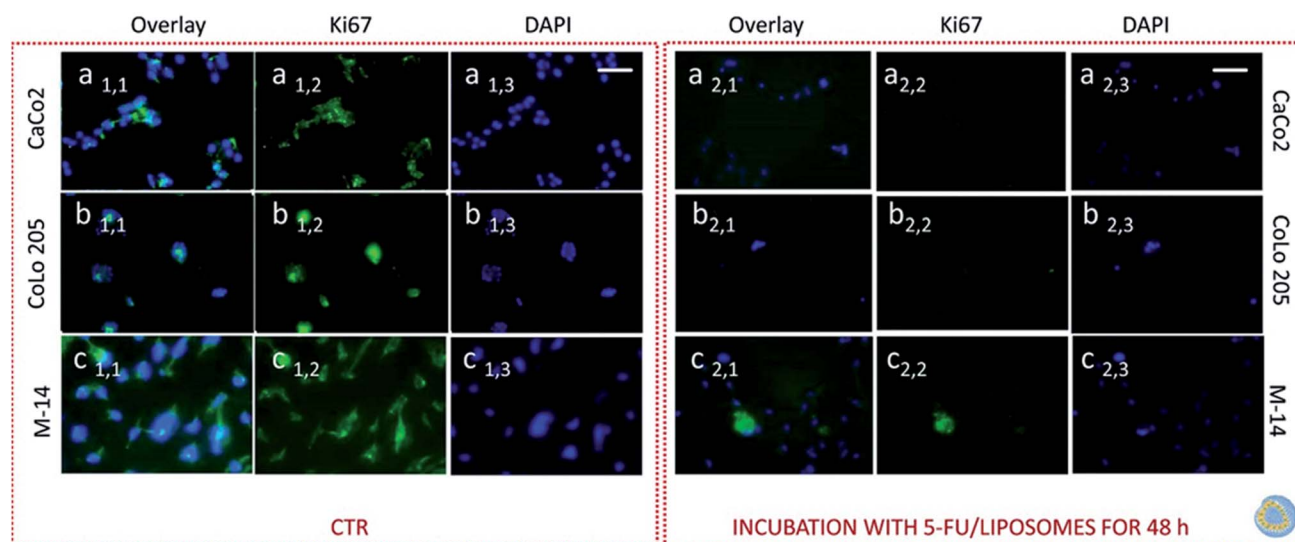 Overlay Ki67 DAPI Overlay Ki67 DAPI
CaCo2 a 1,1 a 1,2 a 1,3 a 2,1 a 2,2 a 2,3 CaCo2
CoLo 205 b 1,1 b 1,2 b 1,3 b 2,1 b 2,2 b 2,3 CoLo 205
M-14 c 1,1 c 1,2 c 1,3 c 2,1 c 2,2 c 2,3 M-14
CTR INCUBATION WITH 5-FU/LIPOSOMES FOR 48 h